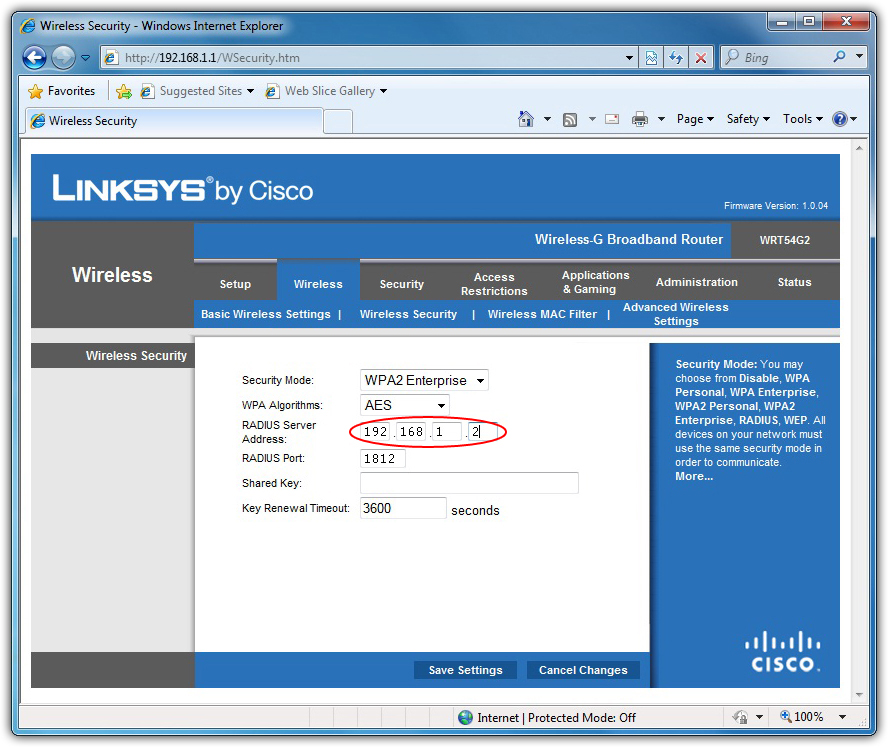 Wireless Security - Windows Internet Explorer
http://192.168.1.1/WSecurity.htm
Bing
Favorites
Suggested Sites
Web Slice Gallery
Wireless Security
Page
Safety
Tools
LINKSYS® by Cisco
Firmware Version: 1.0.04
Wireless-G Broadband Router
WRT54G2
Wireless
Setup
Wireless
Security
Access
Restrictions
Applications
& Gaming
Administration
Status
Basic Wireless Settings |
Wireless Security |
Wireless MAC Filter |
Advanced Wireless
Settings
Wireless Security
Security Mode: WPA2 Enterprise
WPA Algorithms: AES
RADIUS Server
Address: 192 . 168 . 1 . 2
RADIUS Port: 1812
Shared Key:
Key Renewal Timeout: 3600 seconds
Security Mode: You may
choose from Disable, WPA
Personal, WPA Enterprise,
WPA2 Personal, WPA2
Enterprise, RADIUS, WEP. All
devices on your network must
use the same security mode in
order to communicate.
More...
CISCO.
Save Settings
Cancel Changes
Internet | Protected Mode: Off
100%